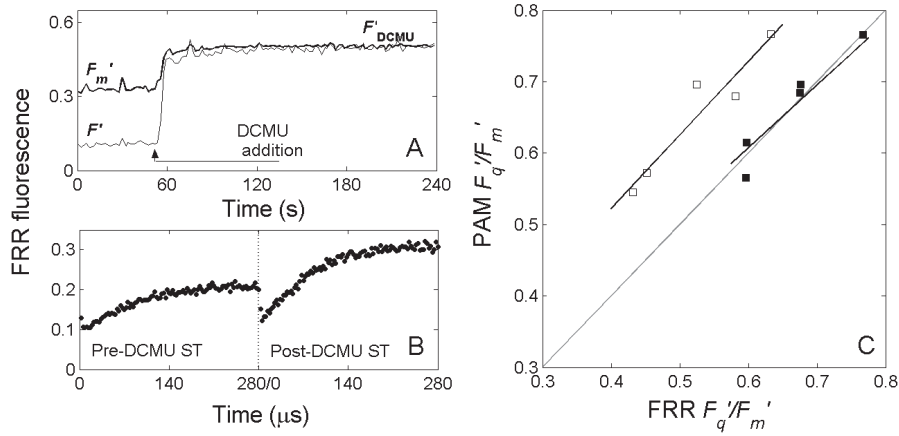 FRR fluorescence
0.6
0.3
0
Fm'
F'
F'DCMU
DCMU
addition
A
0 60 120 180 240
Time (s)
0.3
0.2
0.1
0
Pre-DCMU ST
Post-DCMU ST
B
0 140 280/0 140 280
Time (μs)
PAM Fq'/Fm'
0.8
0.7
0.6
0.5
0.4
0.3
C
0.3 0.4 0.5 0.6 0.7 0.8
FRR Fq'/Fm'